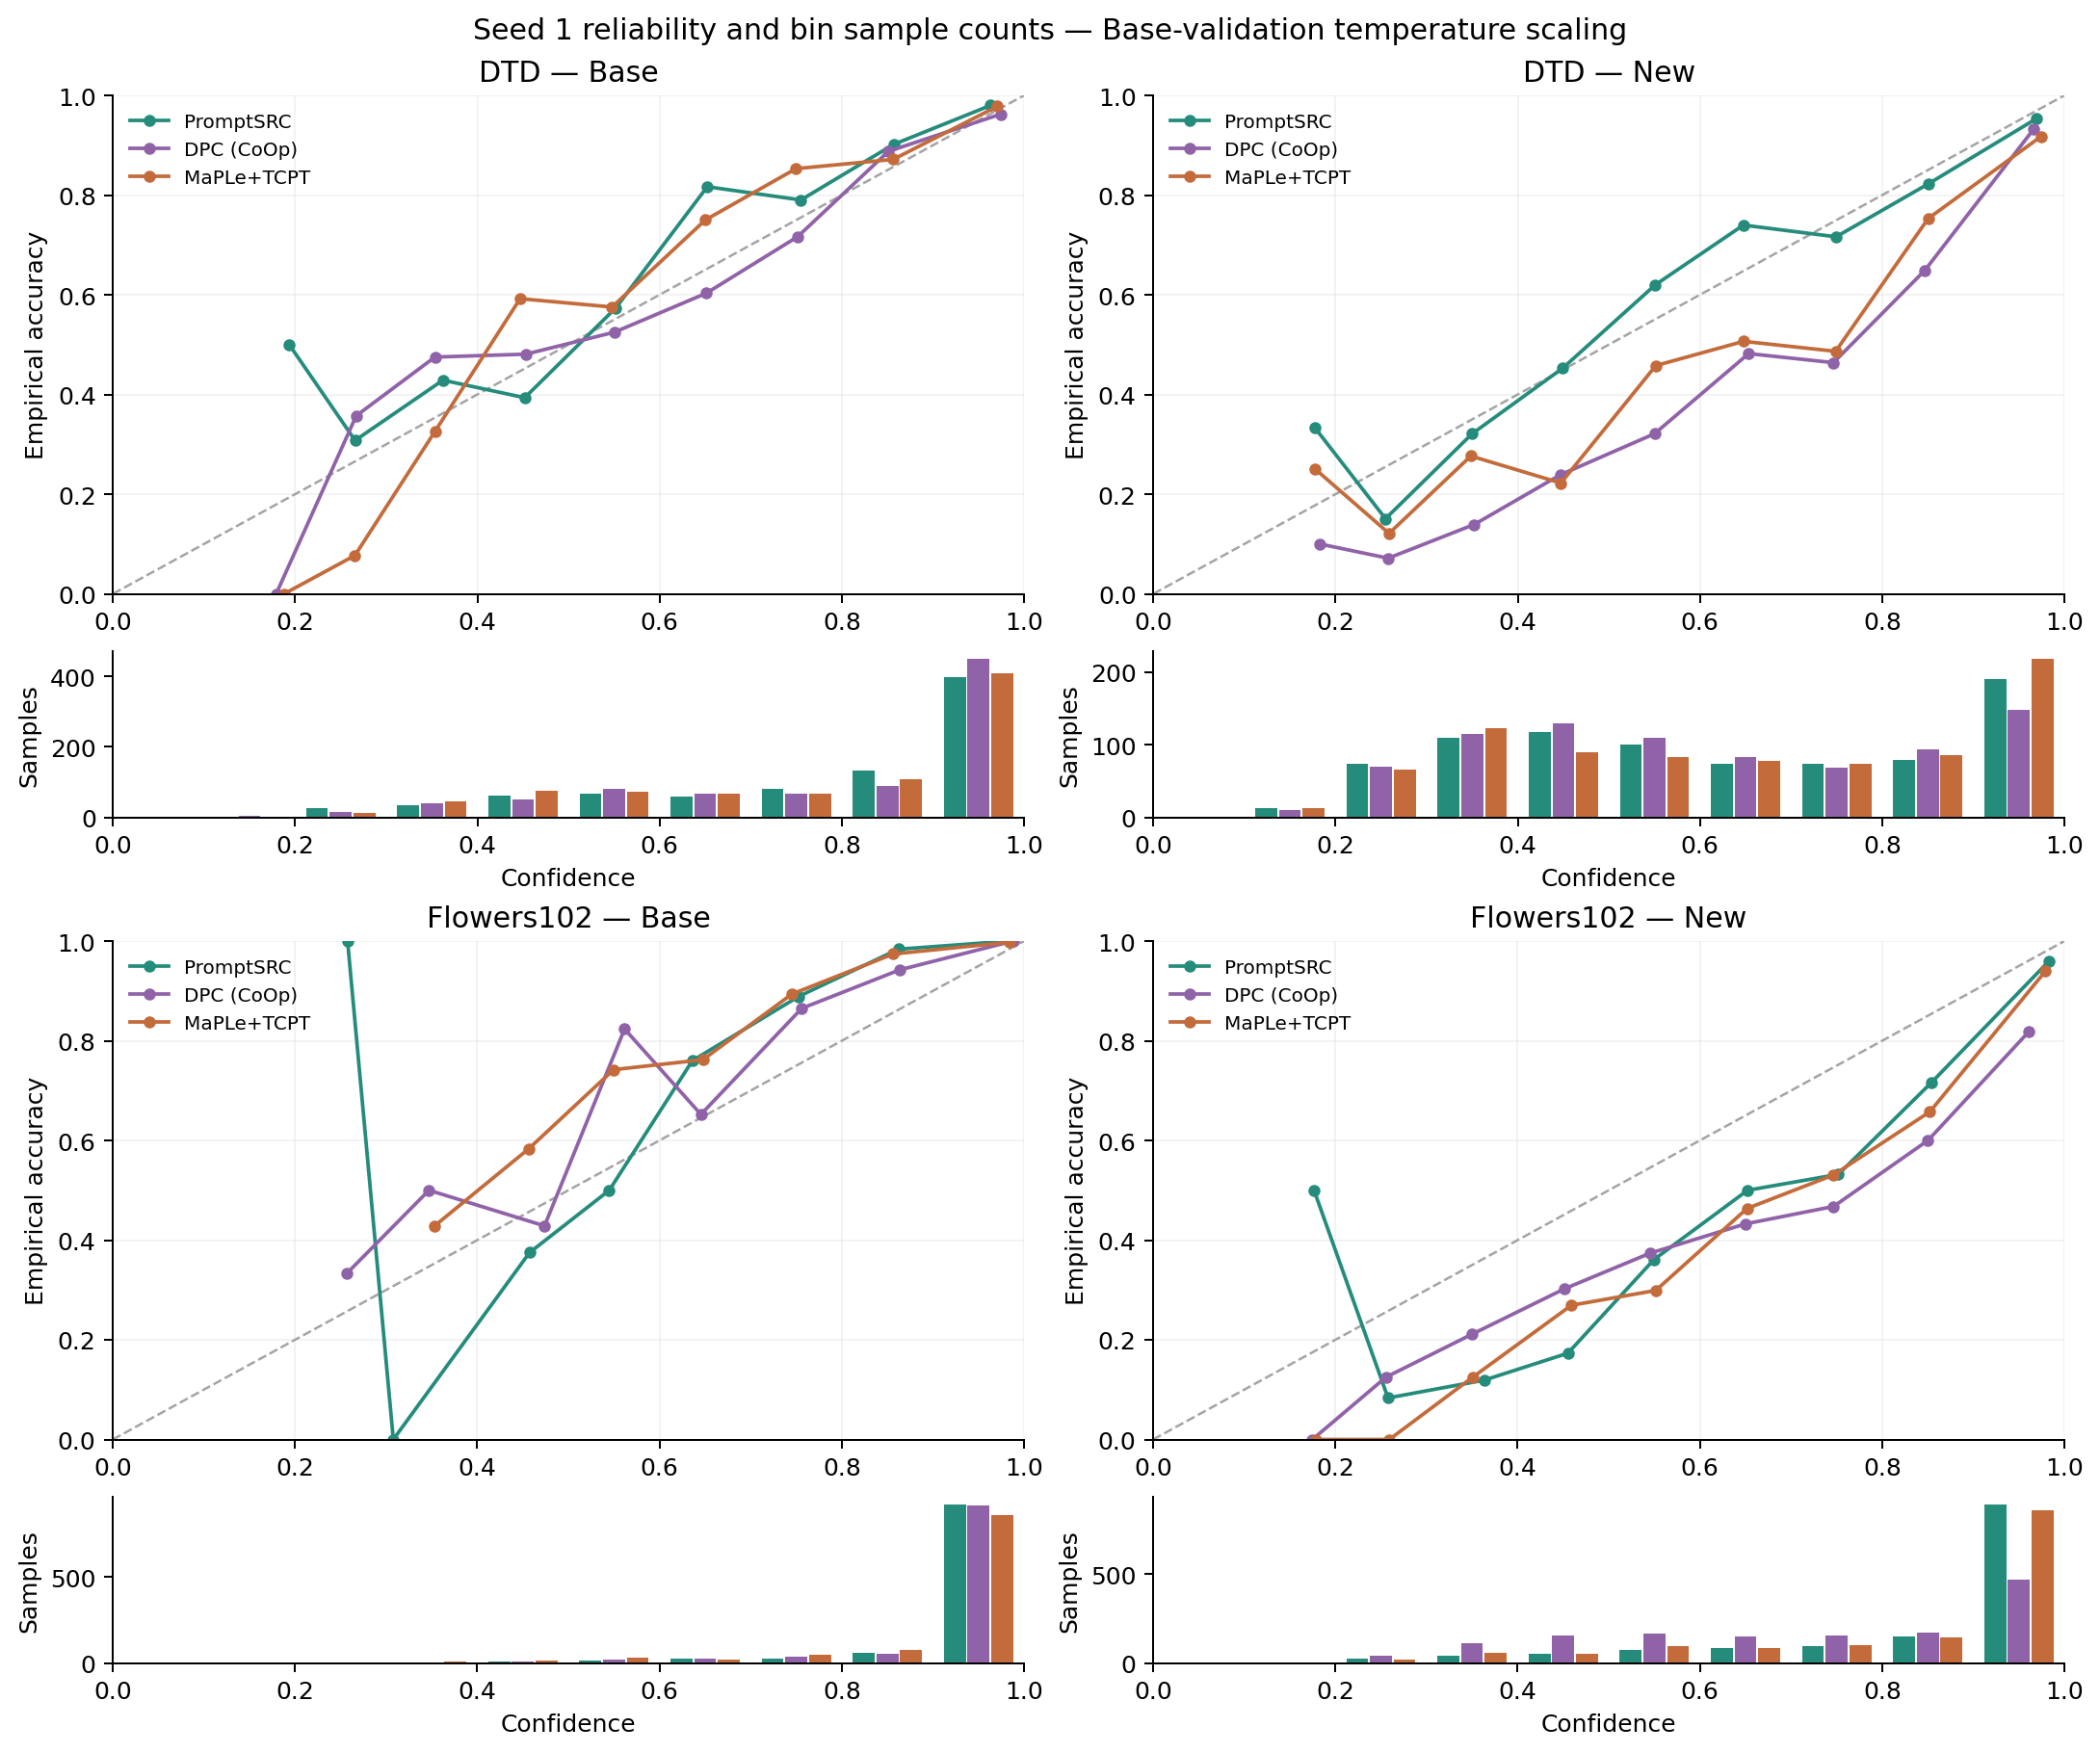 Seed 1 reliability and bin sample counts — Base-validation temperature scaling
DTD — Base
1.0
0.8
0.6
0.4
0.2
0.0
Empirical accuracy
PromptSRC
DPC (CoOp)
MaPLe+TCPT
0.0 0.2 0.4 0.6 0.8 1.0
400
200
0
Samples
0.0 0.2 0.4 0.6 0.8 1.0
Confidence
DTD — New
1.0
0.8
0.6
0.4
0.2
0.0
Empirical accuracy
PromptSRC
DPC (CoOp)
MaPLe+TCPT
0.0 0.2 0.4 0.6 0.8 1.0
200
100
0
Samples
0.0 0.2 0.4 0.6 0.8 1.0
Confidence
Flowers102 — Base
1.0
0.8
0.6
0.4
0.2
0.0
Empirical accuracy
PromptSRC
DPC (CoOp)
MaPLe+TCPT
0.0 0.2 0.4 0.6 0.8 1.0
500
0
Samples
0.0 0.2 0.4 0.6 0.8 1.0
Confidence
Flowers102 — New
1.0
0.8
0.6
0.4
0.2
0.0
Empirical accuracy
PromptSRC
DPC (CoOp)
MaPLe+TCPT
0.0 0.2 0.4 0.6 0.8 1.0
500
0
Samples
0.0 0.2 0.4 0.6 0.8 1.0
Confidence